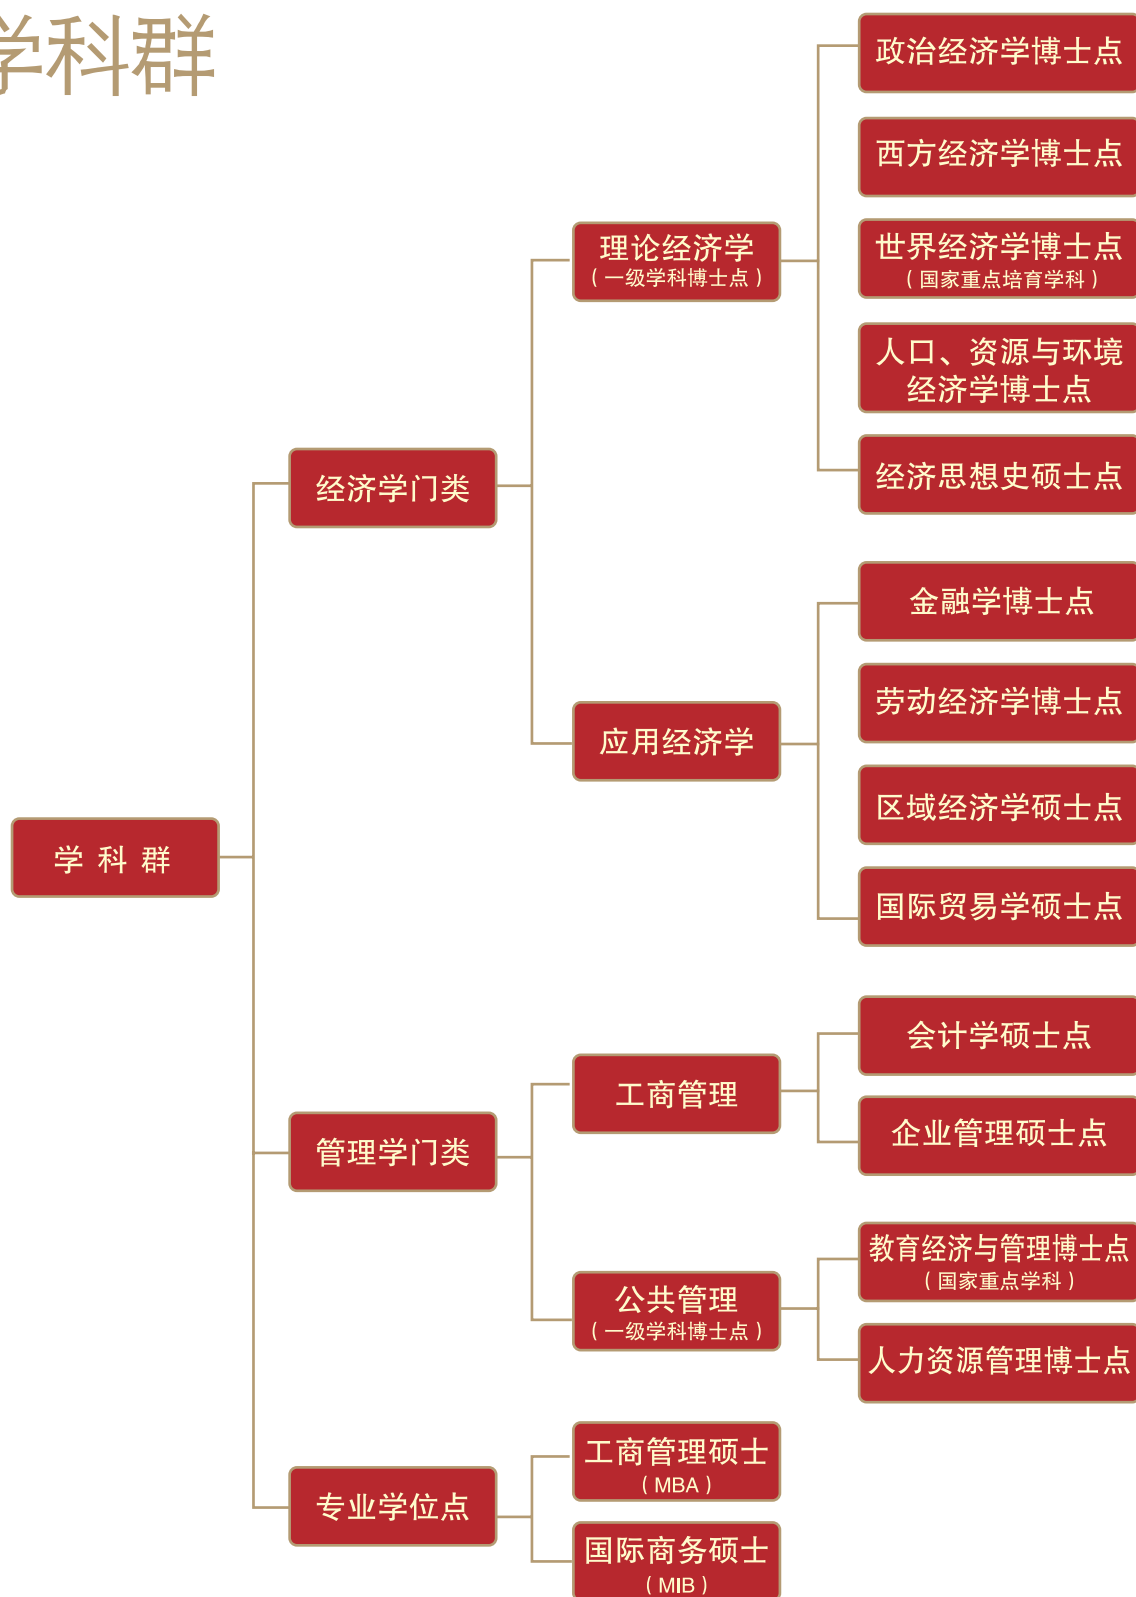 学科群
政治经济学博士点
西方经济学博士点
理论经济学
（一级学科博士点）
世界经济学博士点
（国家重点培育学科）
人口、资源与环境
经济学博士点
经济思想史硕士点
经济学门类
金融学博士点
劳动经济学博士点
应用经济学
区域经济学硕士点
国际贸易学硕士点
学科群
会计学硕士点
工商管理
企业管理硕士点
管理学门类
教育经济与管理博士点
（国家重点学科）
公共管理
（一级学科博士点）
人力资源管理博士点
工商管理硕士
（MBA）
专业学位点
国际商务硕士
（MIB）